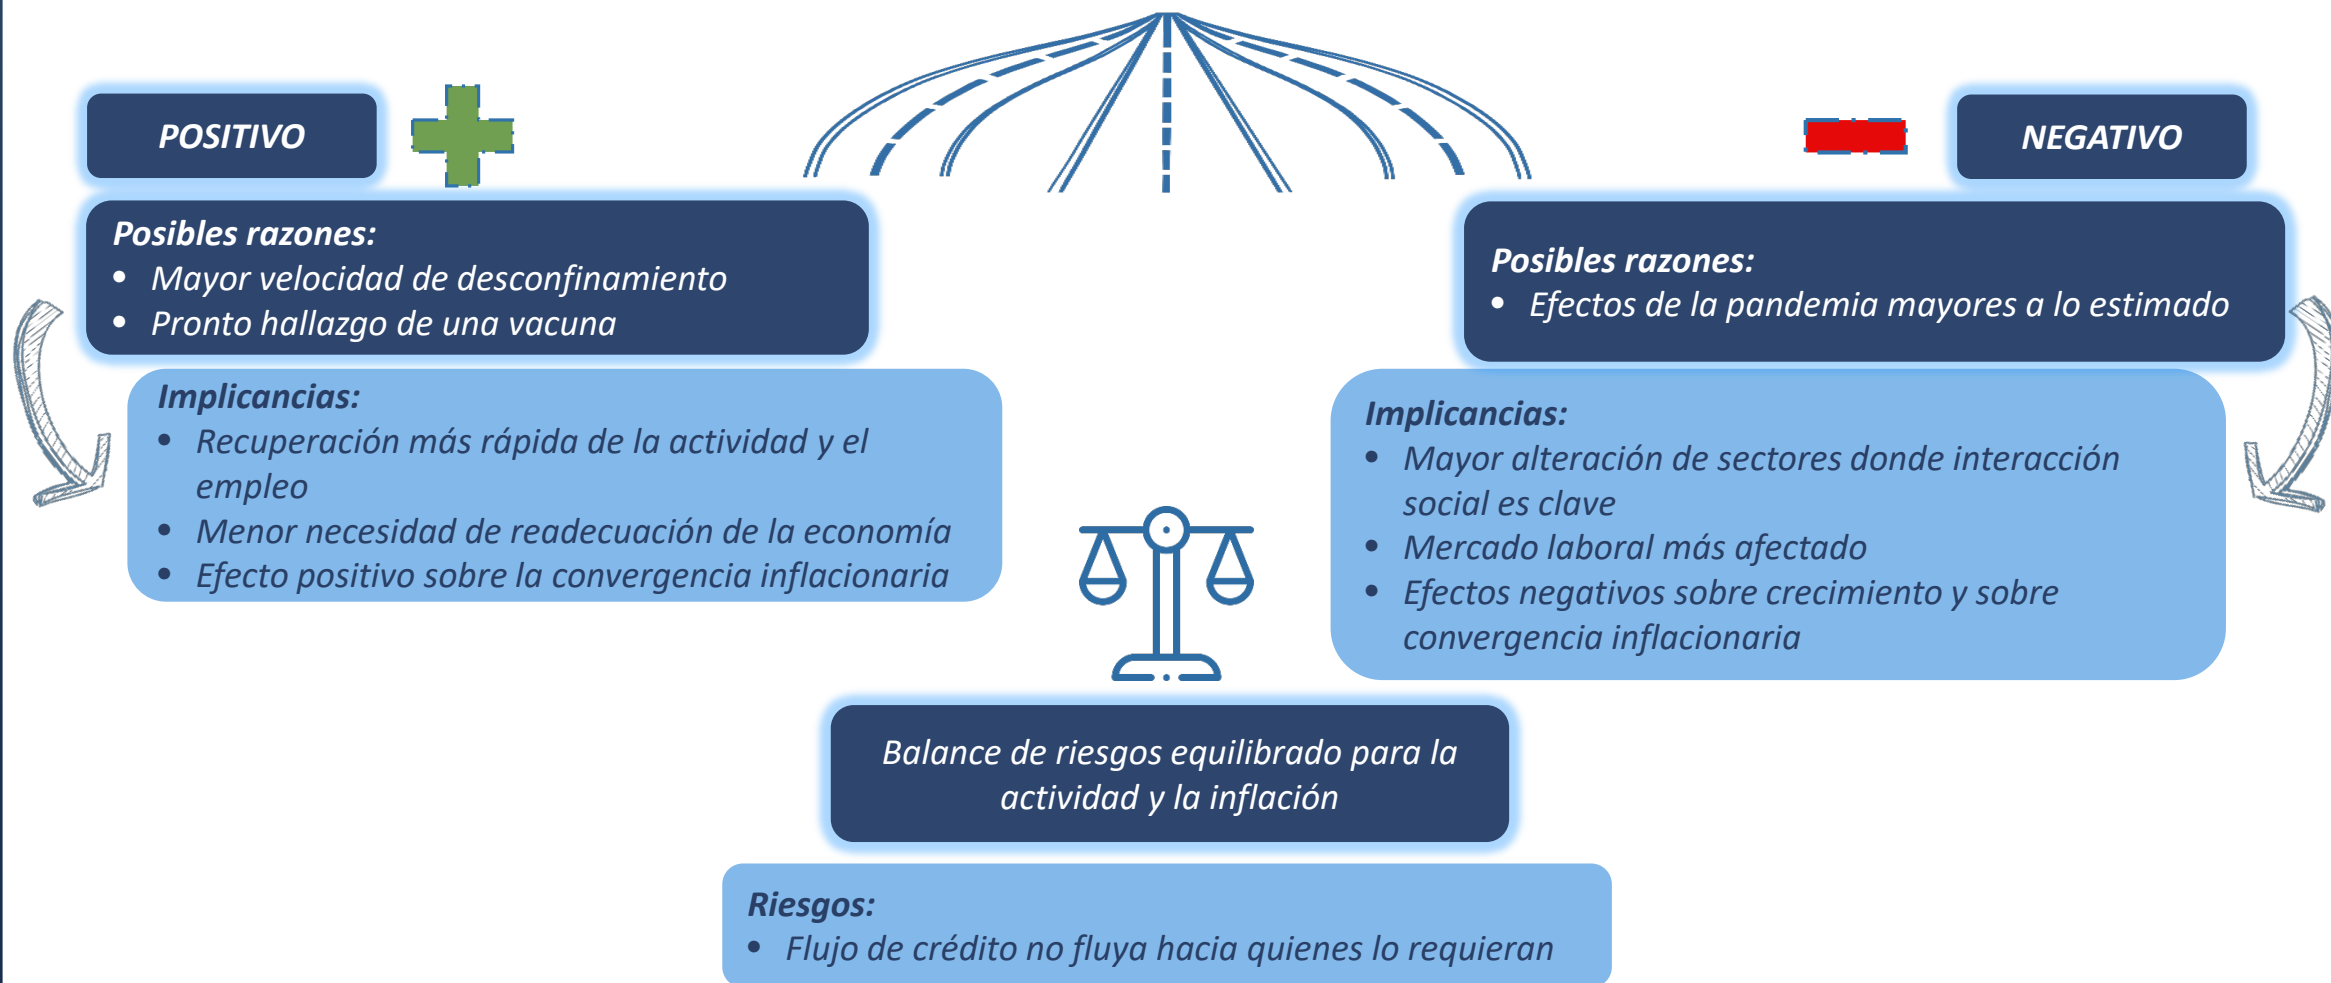 POSITIVO
Posibles razones:
• Mayor velocidad de desconfinamiento
• Pronto hallazgo de una vacuna
Implicancias:
• Recuperación más rápida de la actividad y el
empleo
• Menor necesidad de readecuación de la economía
• Efecto positivo sobre la convergencia inflacionaria
NEGATIVO
Posibles razones:
• Efectos de la pandemia mayores a lo estimado
Implicancias:
• Mayor alteración de sectores donde interacción
social es clave
• Mercado laboral más afectado
• Efectos negativos sobre crecimiento y sobre
convergencia inflacionaria
Balance de riesgos equilibrado para la
actividad y la inflación
Riesgos:
• Flujo de crédito no fluya hacia quienes lo requieran